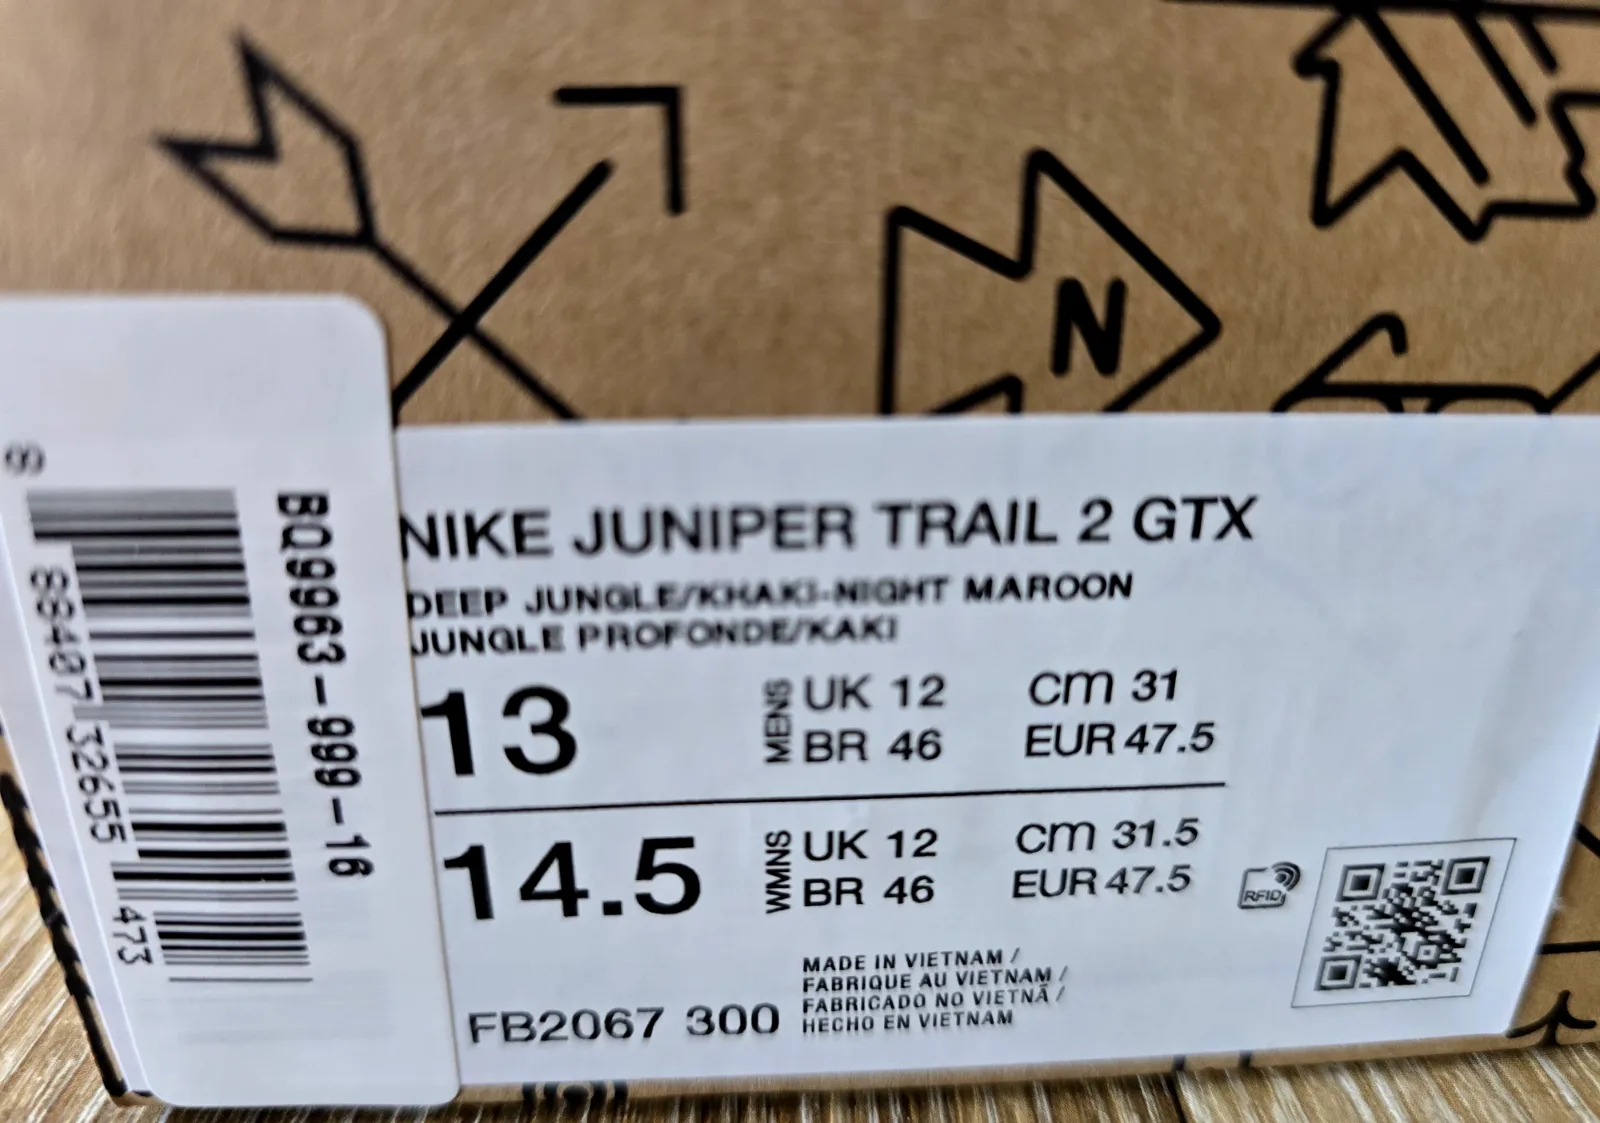 N
NIKE JUNIPER TRAIL 2 GTX
DEEP JUNGLE/KHAKI-NIGHT MAROON
JUNGLE PROFONDE/KAKI
13
MENS
UK 12
CM 31
BR 46
EUR 47.5
14.5
WMNS
UK 12
CM 31.5
BR 46
EUR 47.5
RFID
MADE IN VIETNAM /
FABRIQUE AU VIETNAM /
FABRICADO NO VIETNÃ /
HECHO EN VIETNAM
FB2067 300
BQ9963-999-16
8 88407 32655 473